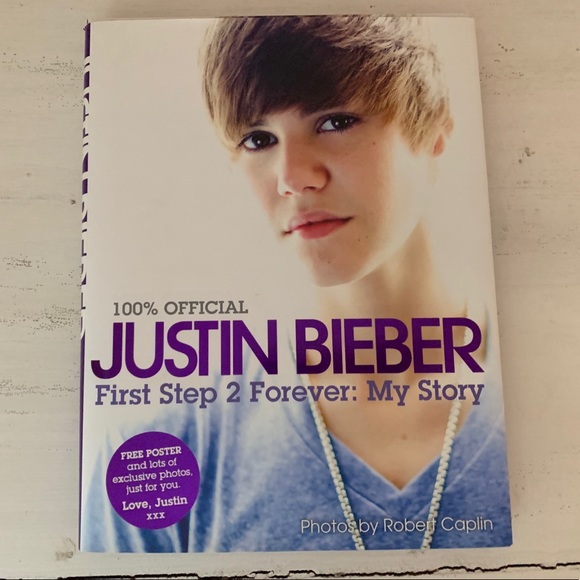 100% OFFICIAL
JUSTIN BIEBER
First Step 2 Forever: My Story
FREE POSTER
and lots of
exclusive photos,
just for you.
Love, Justin
xxx
Photos by Robert Caplin